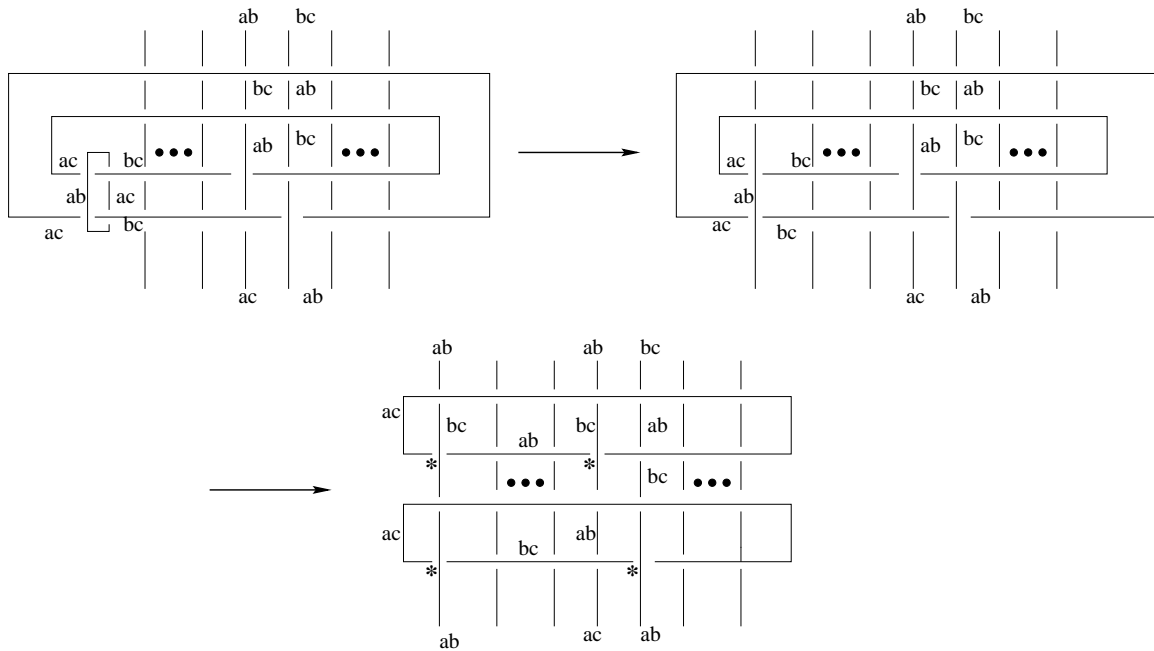 ab bc ab bc
bc ab bc ab
ac bc ab bc ac bc ab bc
ab ac ab
ac bc ac bc
ac ab ac ab
ab ab bc
ac bc ab bc ab
* *
bc
ac bc ab
* *
ab ac ab